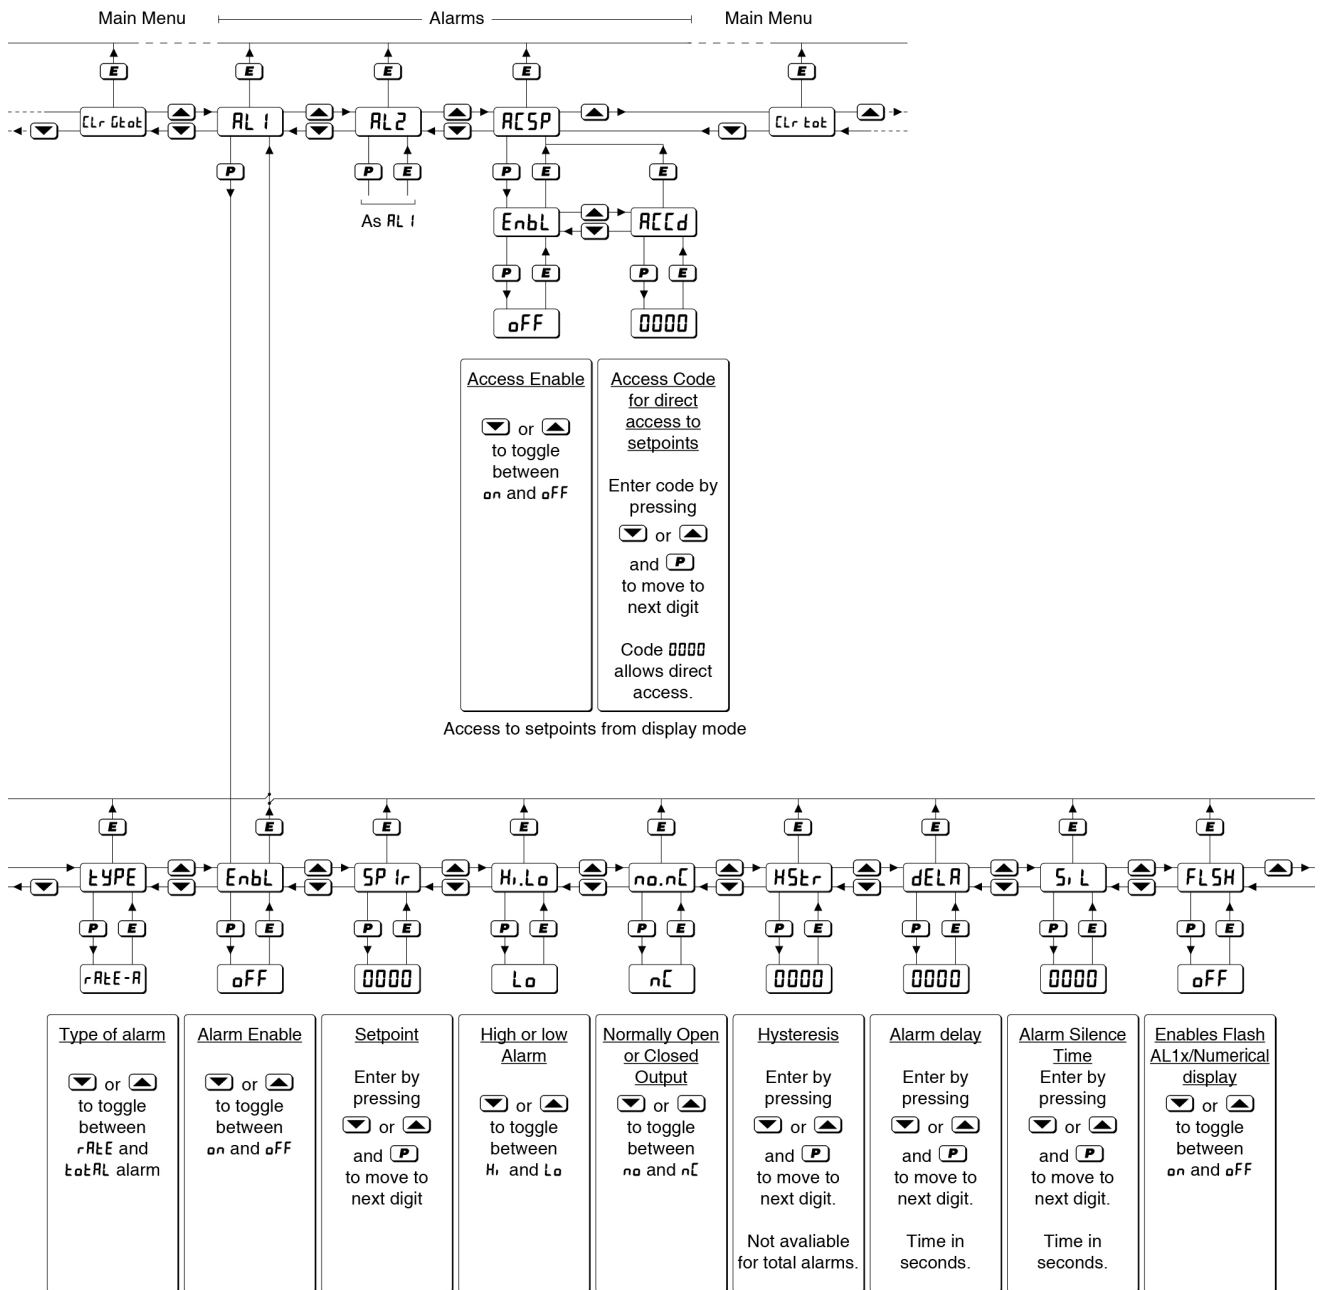 Main Menu Alarms Main Menu
E E E E E
CLr Gtot AL1 AL2 ACSP CLr tot
P P E P E E
As AL1
EnbL ACCd
P E P E
oFF 0000
Access Enable
or
to toggle
between
on and oFF
Access Code
for direct
access to
setpoints
Enter code by
pressing
or
and P
to move to
next digit
Code 0000
allows direct
access.
Access to setpoints from display mode
E E E E E E E E E
tYPE EnbL SP1r Hi.Lo no.nC HStr dELA SiL FLSH
P E P E P E P E P E P E P E P E P E
rAtE-A oFF 0000 Lo nC 0000 0000 0000 oFF
Type of alarm
or
to toggle
between
rAtE and
totAL alarm
Alarm Enable
or
to toggle
between
on and oFF
Setpoint
Enter by
pressing
or
and P
to move to
next digit
High or low
Alarm
or
to toggle
between
Hi and Lo
Normally Open
or Closed
Output
or
to toggle
between
no and nC
Hysteresis
Enter by
pressing
or
and P
to move to
next digit.
Not avaliable
for total alarms.
Alarm delay
Enter by
pressing
or
and P
to move to
next digit.
Time in
seconds.
Alarm Silence
Time
Enter by
pressing
or
and P
to move to
next digit.
Time in
seconds.
Enables Flash
AL1x/Numerical
display
or
to toggle
between
on and oFF